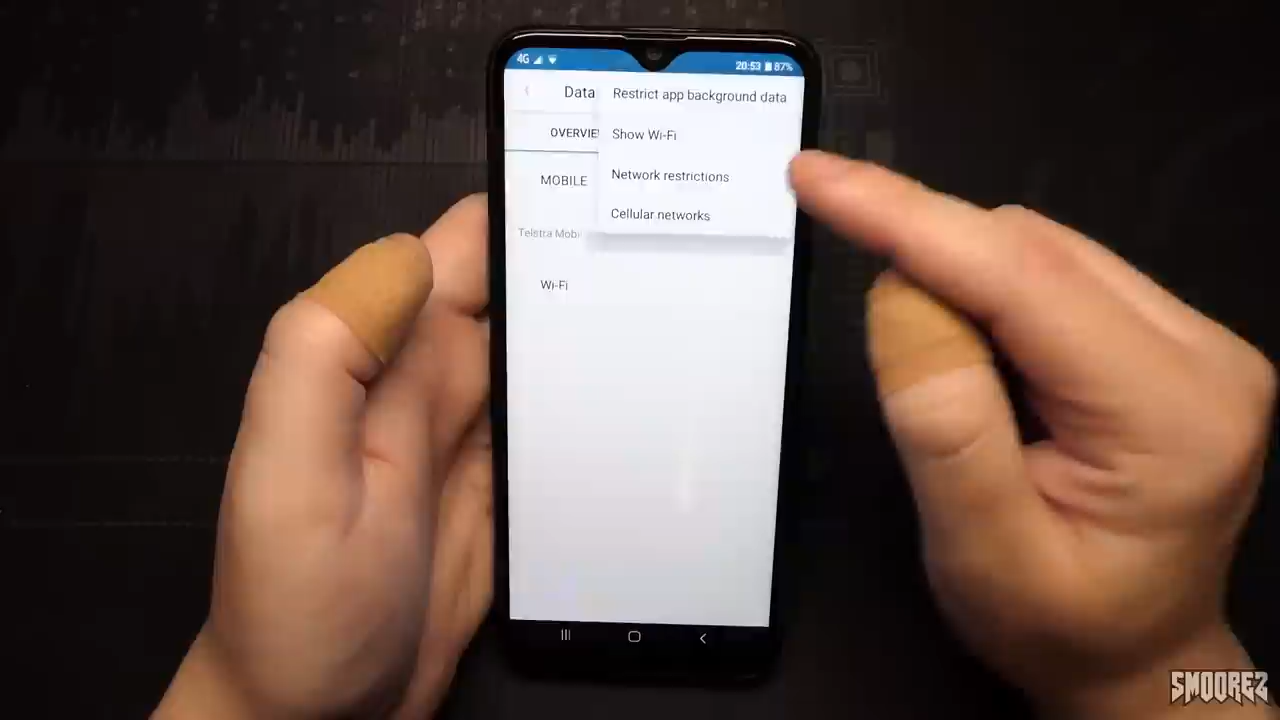 4G
20:53 87%
Data
Restrict app background data
OVERVIE
Show Wi-Fi
MOBILE
Network restrictions
Cellular networks
Telstra Mobi
Wi-Fi
SMOOREZ